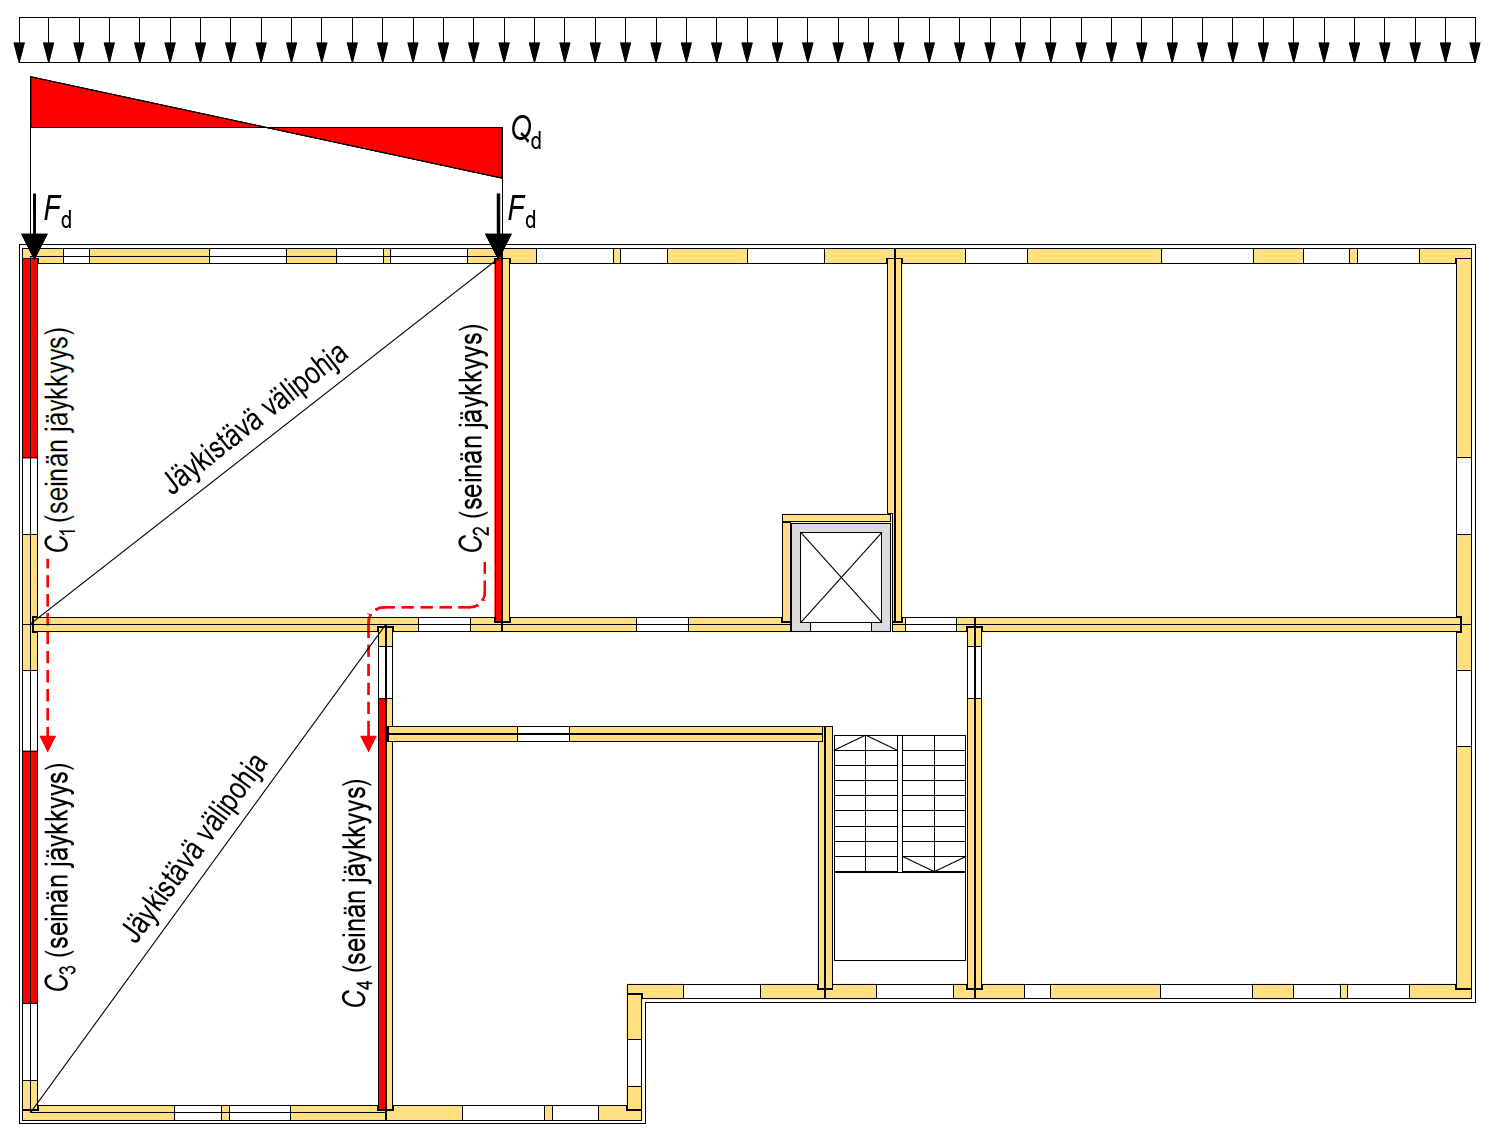 Qd
Fd
Fd
C1 (seinän jäykkyys)
Jäykistävä välipohja
C2 (seinän jäykkyys)
C3 (seinän jäykkyys)
Jäykistävä välipohja
C4 (seinän jäykkyys)